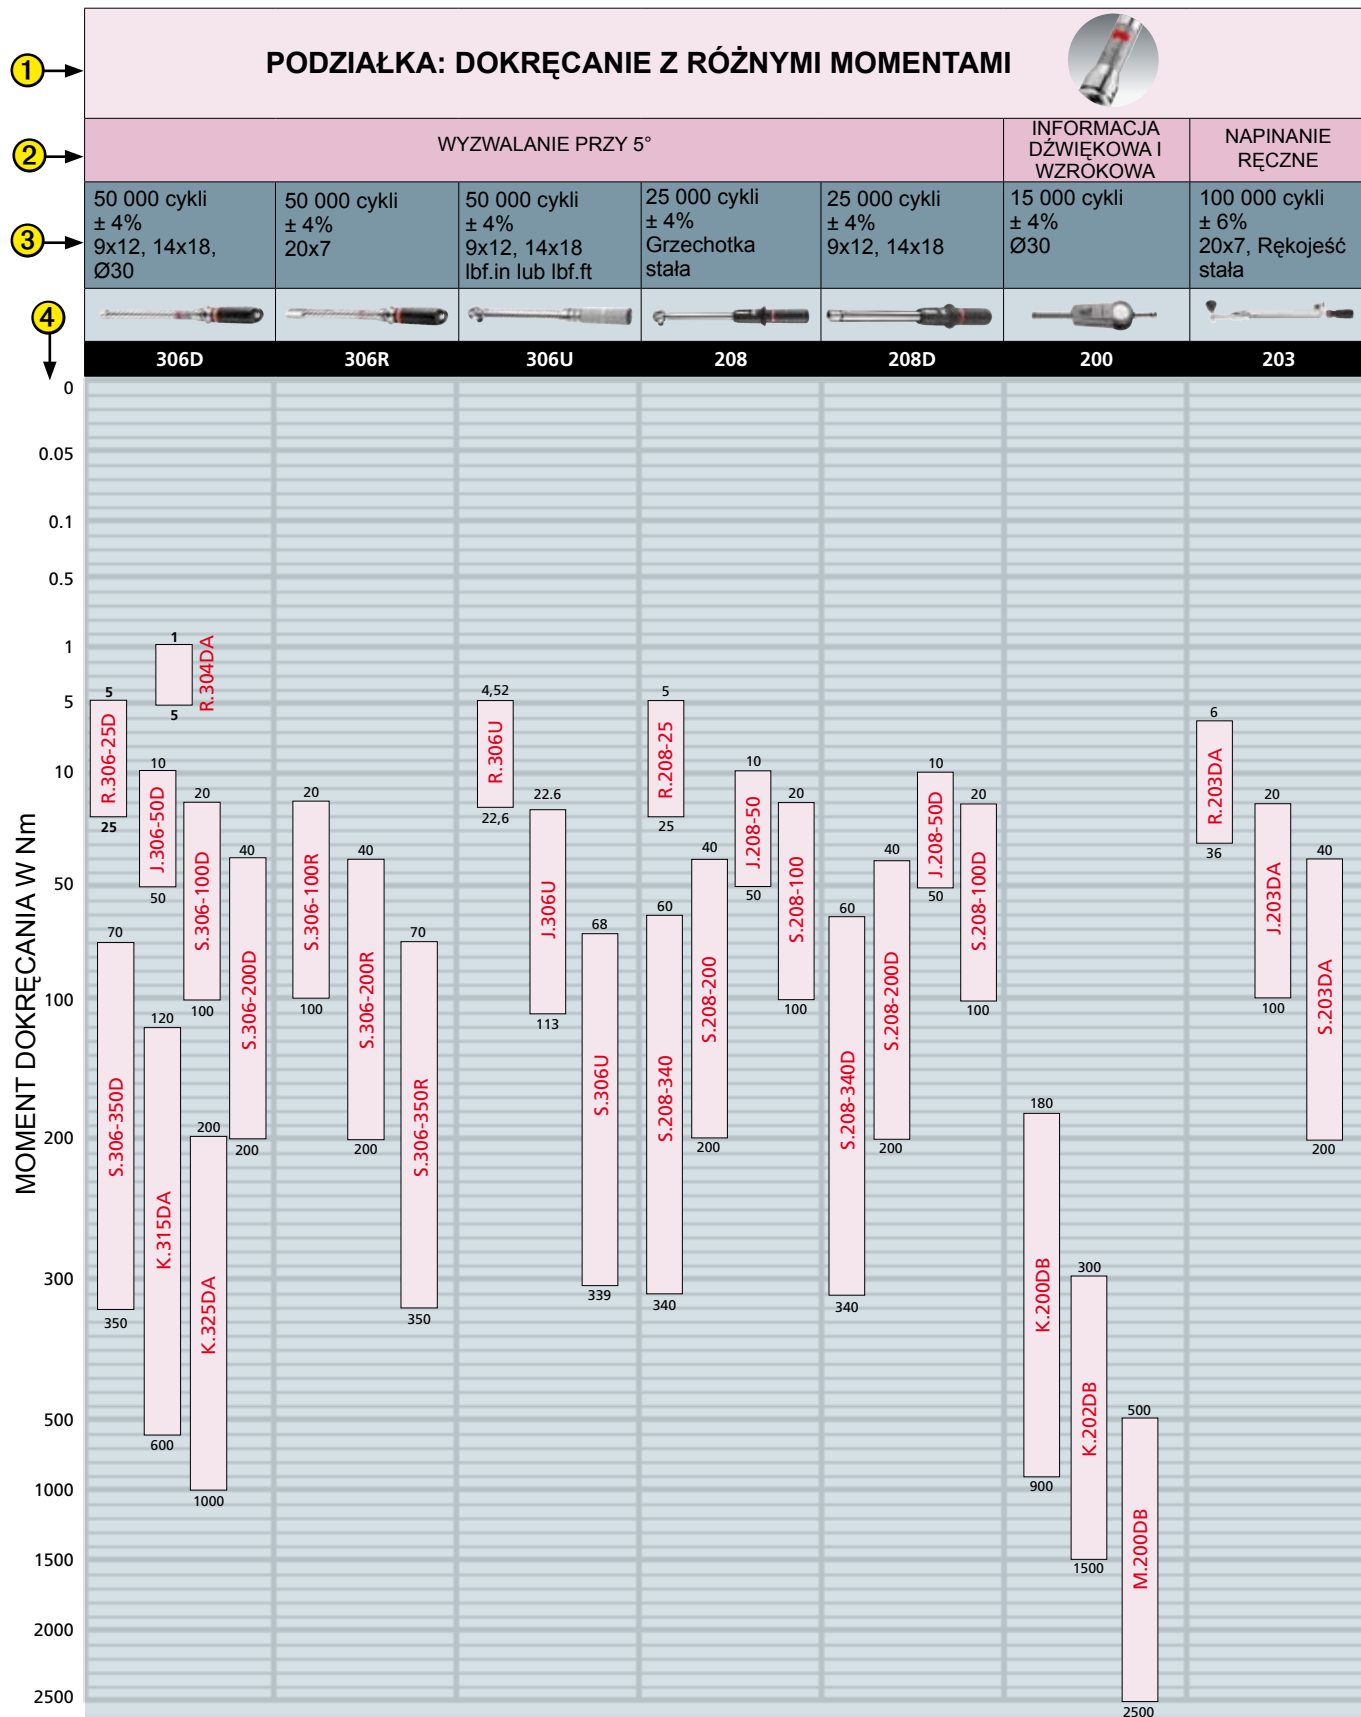 1
PODZIAŁKA: DOKRĘCANIE Z RÓŻNYMI MOMENTAMI
2
WYZWALANIE PRZY 5°
INFORMACJA
DŹWIĘKOWA I
WZROKOWA
NAPINANIE
RĘCZNE
3
50 000 cykli
± 4%
9x12, 14x18,
Ø30
50 000 cykli
± 4%
20x7
50 000 cykli
± 4%
9x12, 14x18
lbf.in lub lbf.ft
25 000 cykli
± 4%
Grzechotka
stała
25 000 cykli
± 4%
9x12, 14x18
15 000 cykli
± 4%
Ø30
100 000 cykli
± 6%
20x7, Rękojeść
stała
4
306D
306R
306U
208
208D
200
203
MOMENT DOKRĘCANIA W Nm
0
0.05
0.1
0.5
1
5
10
50
100
200
300
500
1000
1500
2000
2500
1
R.304DA
5
5
R.306-25D
25
10
J.306-50D
50
20
S.306-100D
100
40
S.306-200D
200
70
S.306-350D
350
120
K.315DA
600
200
K.325DA
1000
20
S.306-100R
100
40
S.306-200R
200
70
S.306-350R
350
4,52
R.306U
22,6
22.6
J.306U
113
68
S.306U
339
5
R.208-25
25
10
J.208-50
50
20
S.208-100
100
40
S.208-200
200
60
S.208-340
340
10
J.208-50D
50
20
S.208-100D
100
40
S.208-200D
200
60
S.208-340D
340
180
K.200DB
900
300
K.202DB
1500
500
M.200DB
2500
6
R.203DA
36
20
J.203DA
100
40
S.203DA
200